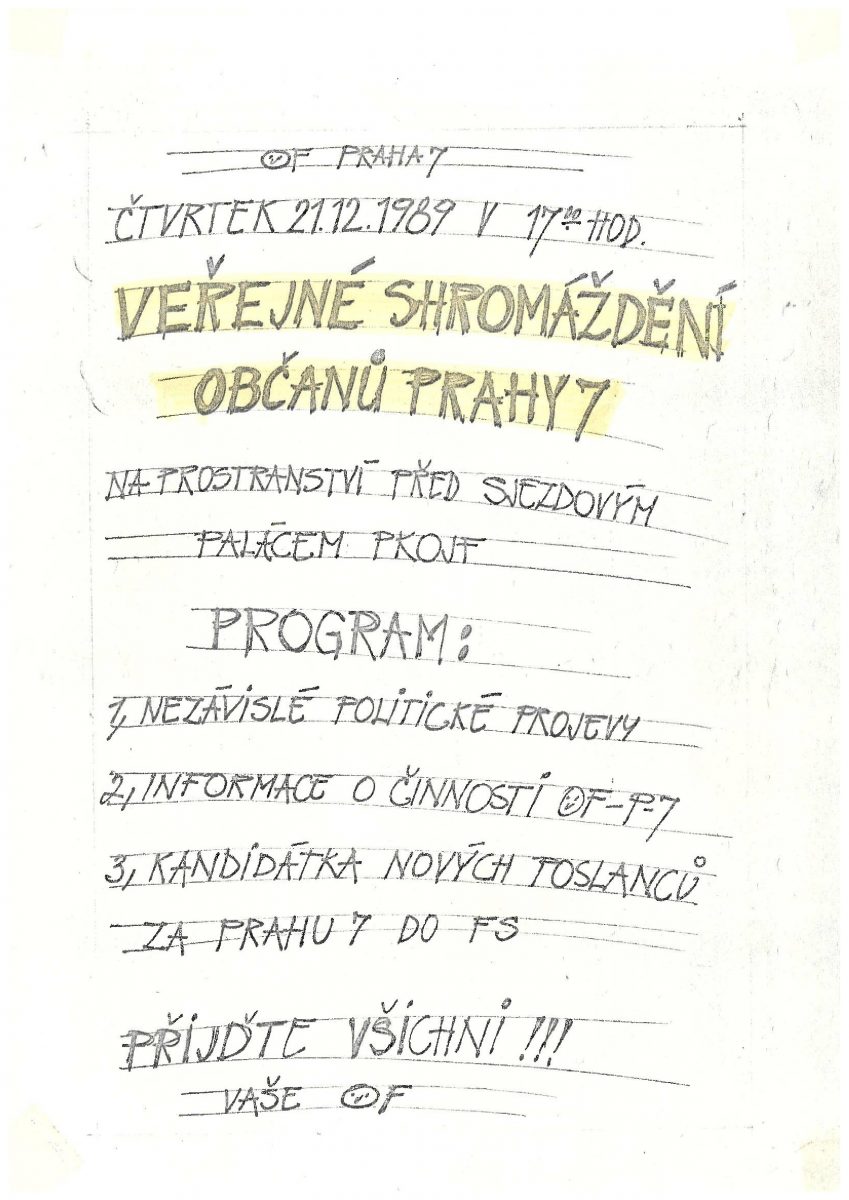 OF PRAHA 7
ČTVRTEK 21.12.1989 V 17⁰⁰ HOD.
VEŘEJNÉ SHROMÁŽDĚNÍ
OBČANŮ PRAHY 7
NA PROSTRANSTVÍ PŘED SJEZDOVÝM
PALÁCEM PKOJF
PROGRAM:
1, NEZÁVISLÉ POLITICKÉ PROJEVY
2, INFORMACE O ČINNOSTI OF-P-7
3, KANDIDÁTKA NOVÝCH POSLANCŮ
ZA PRAHU 7 DO FS
PŘIJĎTE VŠICHNI !!!
VAŠE OF